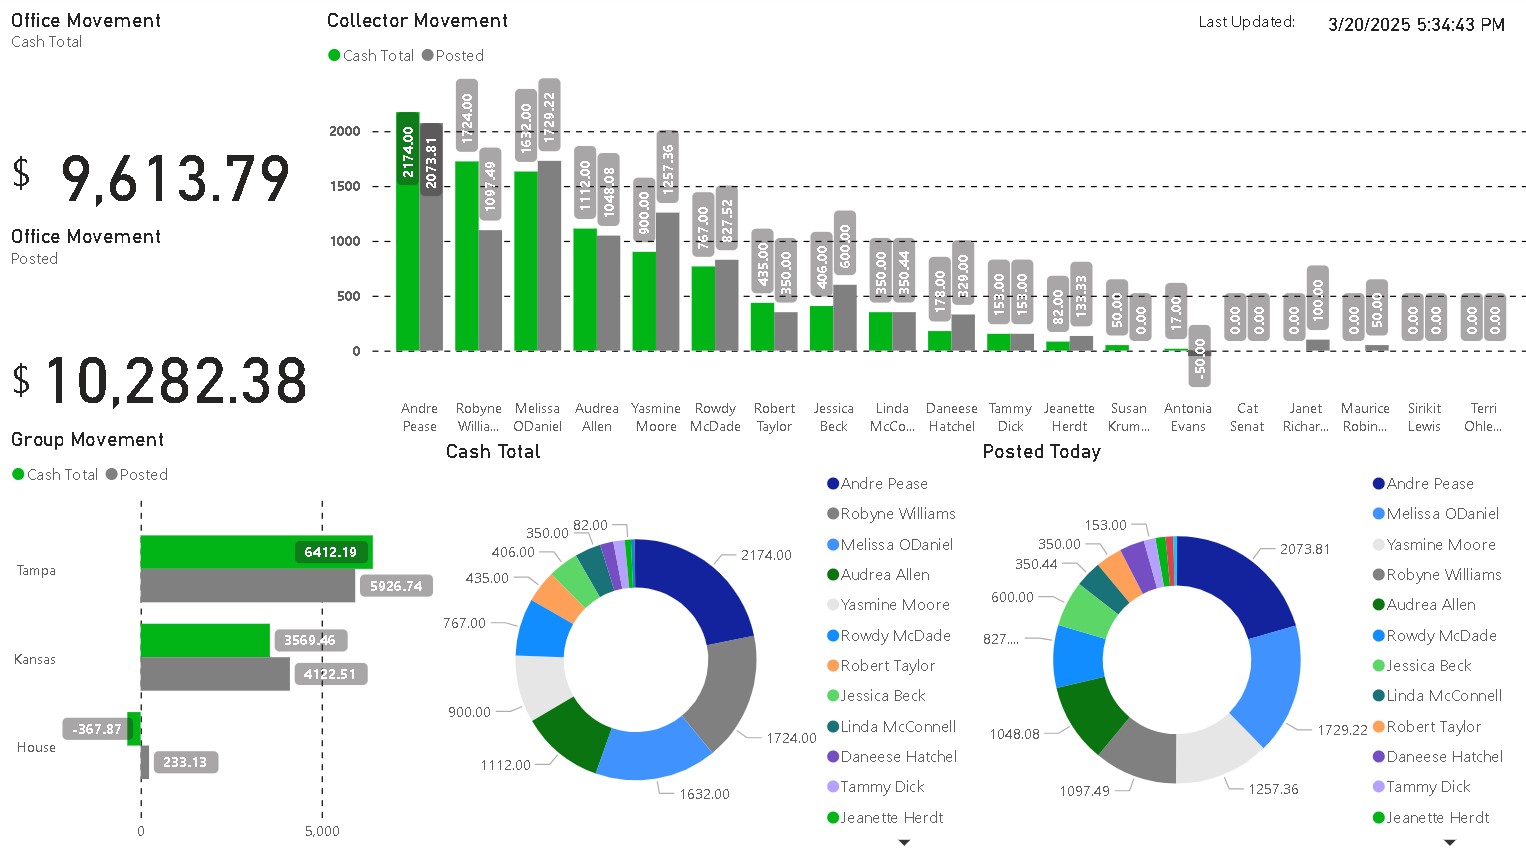 Office Movement
Cash Total
$ 9,613.79
Office Movement
Posted
$ 10,282.38
Collector Movement
Cash Total Posted
Last Updated: 3/20/2025 5:34:43 PM
2000
1500
1000
500
0
2174.00 2073.81
1724.00 1097.49
1632.00 1729.22
1112.00 1048.08
900.00 1257.36
767.00 827.52
435.00 350.00
406.00 600.00
350.00 350.44
178.00 329.00
153.00 153.00
82.00 133.33
50.00 0.00
17.00 -50.00
0.00 0.00
0.00 100.00
0.00 50.00
0.00 0.00
0.00 0.00
Andre Pease
Robyne Willia...
Melissa ODaniel
Audrea Allen
Yasmine Moore
Rowdy McDade
Robert Taylor
Jessica Beck
Linda McCo...
Daneese Hatchel
Tammy Dick
Jeanette Herdt
Susan Krum...
Antonia Evans
Cat Senat
Janet Richar...
Maurice Robin...
Sirikit Lewis
Terri Ohle...
Group Movement
Cash Total Posted
Tampa 6412.19
5926.74
Kansas 3569.46
4122.51
House -367.87
233.13
0 5,000
Cash Total
2174.00
1724.00
1632.00
1112.00
900.00
767.00
435.00
406.00
350.00
82.00
Andre Pease
Robyne Williams
Melissa ODaniel
Audrea Allen
Yasmine Moore
Rowdy McDade
Robert Taylor
Jessica Beck
Linda McConnell
Daneese Hatchel
Tammy Dick
Jeanette Herdt
Posted Today
2073.81
1729.22
1257.36
1097.49
1048.08
827....
600.00
350.44
350.00
153.00
Andre Pease
Melissa ODaniel
Yasmine Moore
Robyne Williams
Audrea Allen
Rowdy McDade
Jessica Beck
Linda McConnell
Robert Taylor
Daneese Hatchel
Tammy Dick
Jeanette Herdt